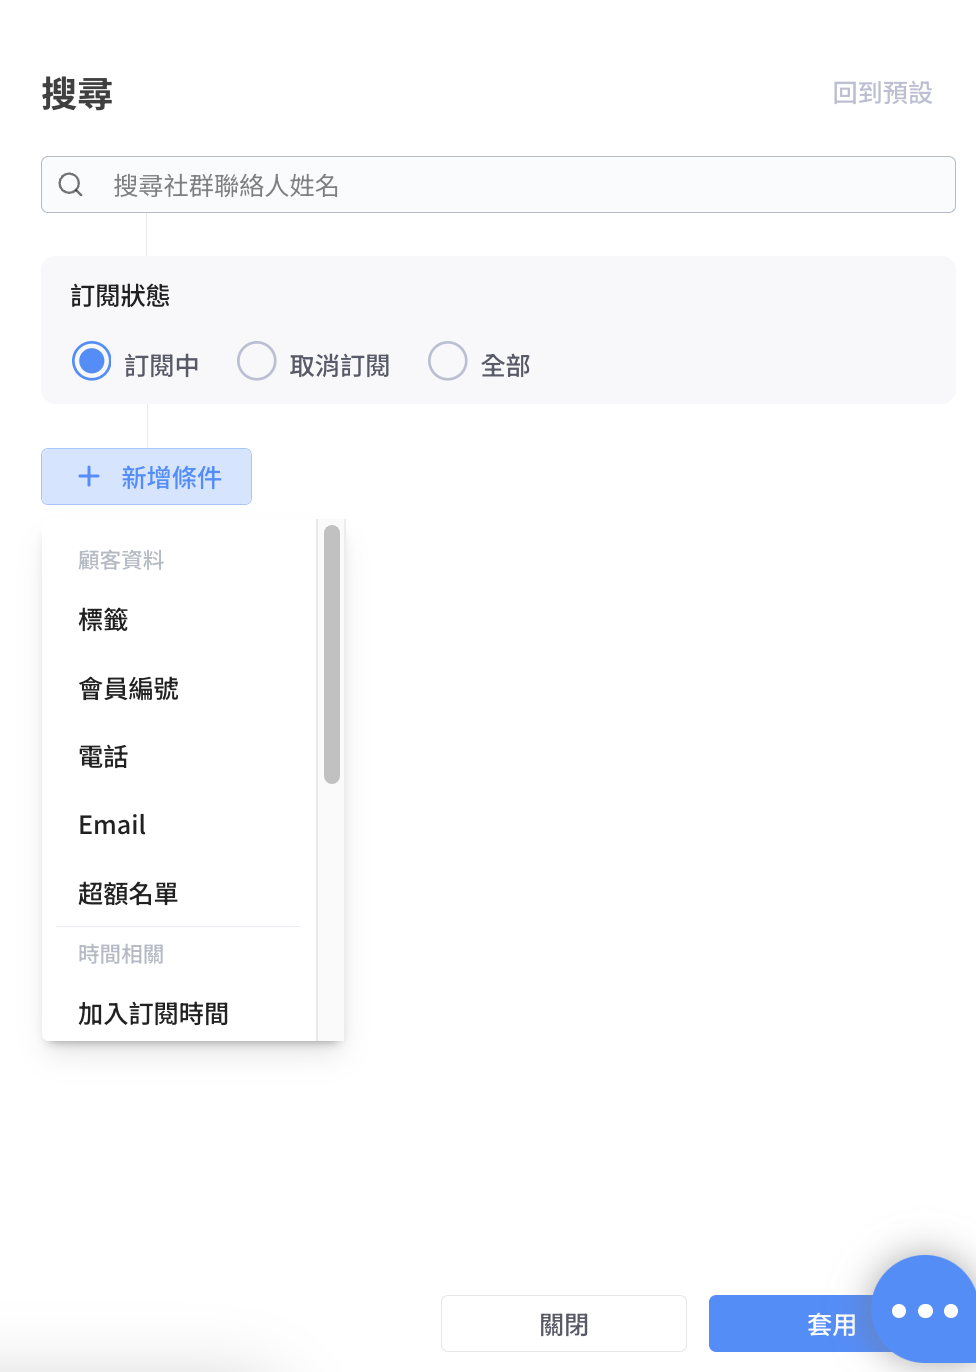 搜尋
回到預設
搜尋社群聯絡人姓名
訂閱狀態
訂閱中 取消訂閱 全部
新增條件
顧客資料
標籤
會員編號
電話
Email
超額名單
時間相關
加入訂閱時間
關閉 套用